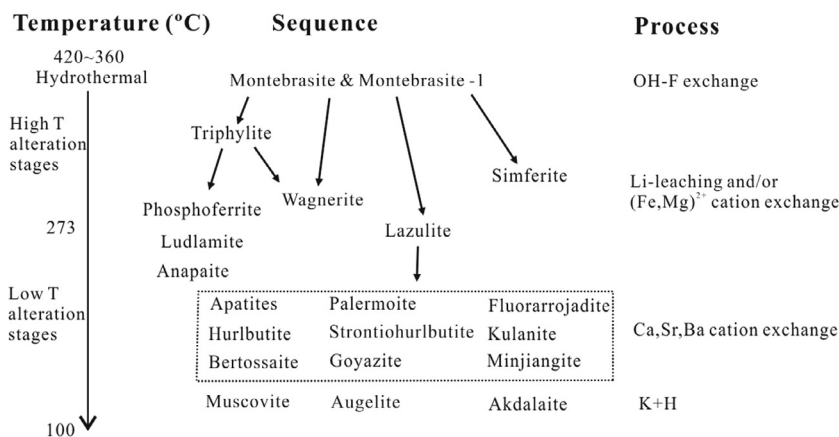 Temperature (ºC) Sequence Process
420~360
Hydrothermal
Montebrasite & Montebrasite -1 OH-F exchange
High T
alteration
stages
Triphylite
Simferite
Wagnerite
Li-leaching and/or
(Fe,Mg)²⁺ cation exchange
Phosphoferrite
273
Lazulite
Ludlamite
Anapaite
Low T
alteration
stages
Apatites Palermoite Fluorarrojadite
Hurlbutite Strontiohurlbutite Kulanite
Ca,Sr,Ba cation exchange
Bertossaite Goyazite Minjiangite
Muscovite Augelite Akdalaite K+H
100